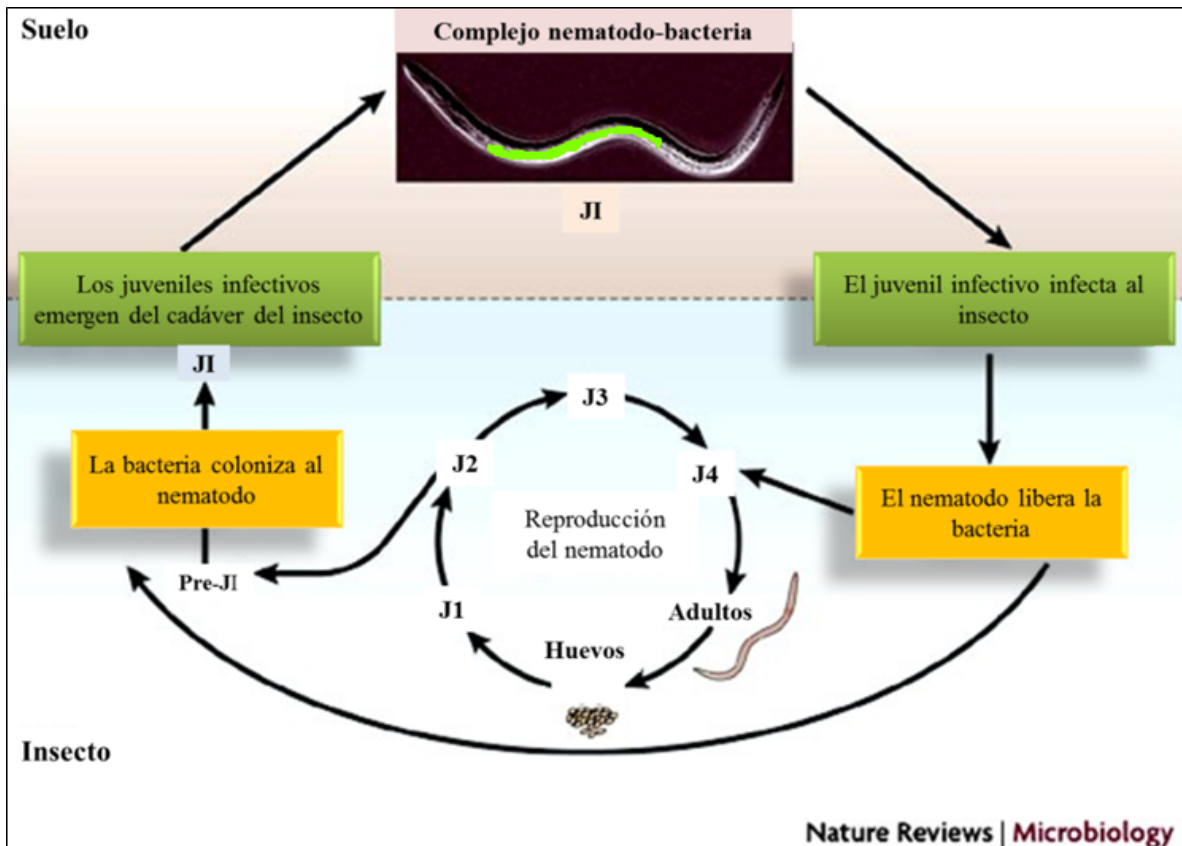 Suelo
Complejo nematodo-bacteria
JI
Los juveniles infectivos
emergen del cadáver del insecto
El juvenil infectivo infecta al
insecto
JI
J3
La bacteria coloniza al
nematodo
J2
J4
El nematodo libera la
bacteria
Reproducción
del nematodo
Pre-JI
J1
Adultos
Huevos
Insecto
Nature Reviews | Microbiology